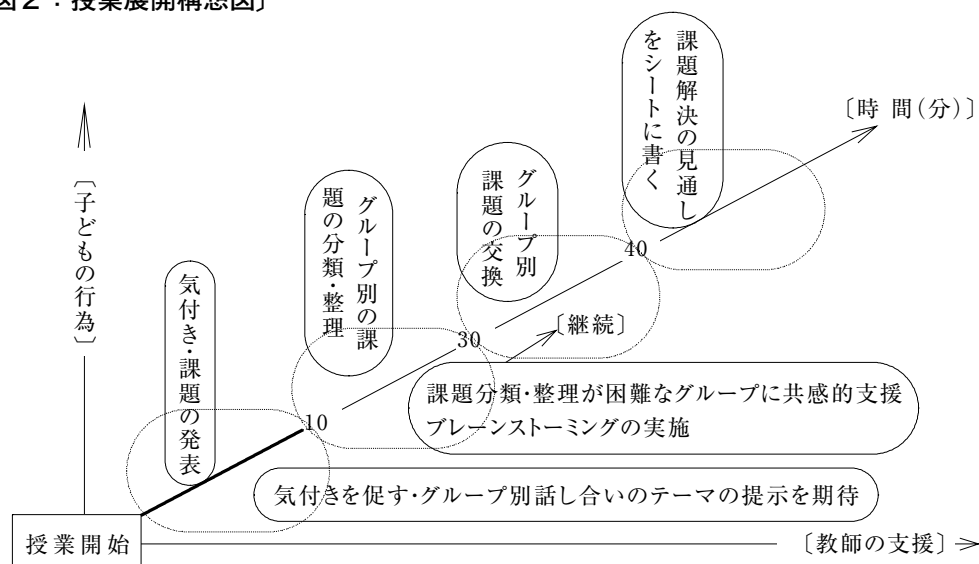 図２：授業展開構想図〕
〔時 間(分)〕
課題解決の見通し
をシートに書く
グループ別
課題の交換
グループ別の課
題の分類・整理
気付き・課題の発表
〔子どもの行為〕
40
30
10
〔継続〕
課題分類・整理が困難なグループに共感的支援
ブレーンストーミングの実施
気付きを促す・グループ別話し合いのテーマの提示を期待
授業開始
〔教師の支援〕